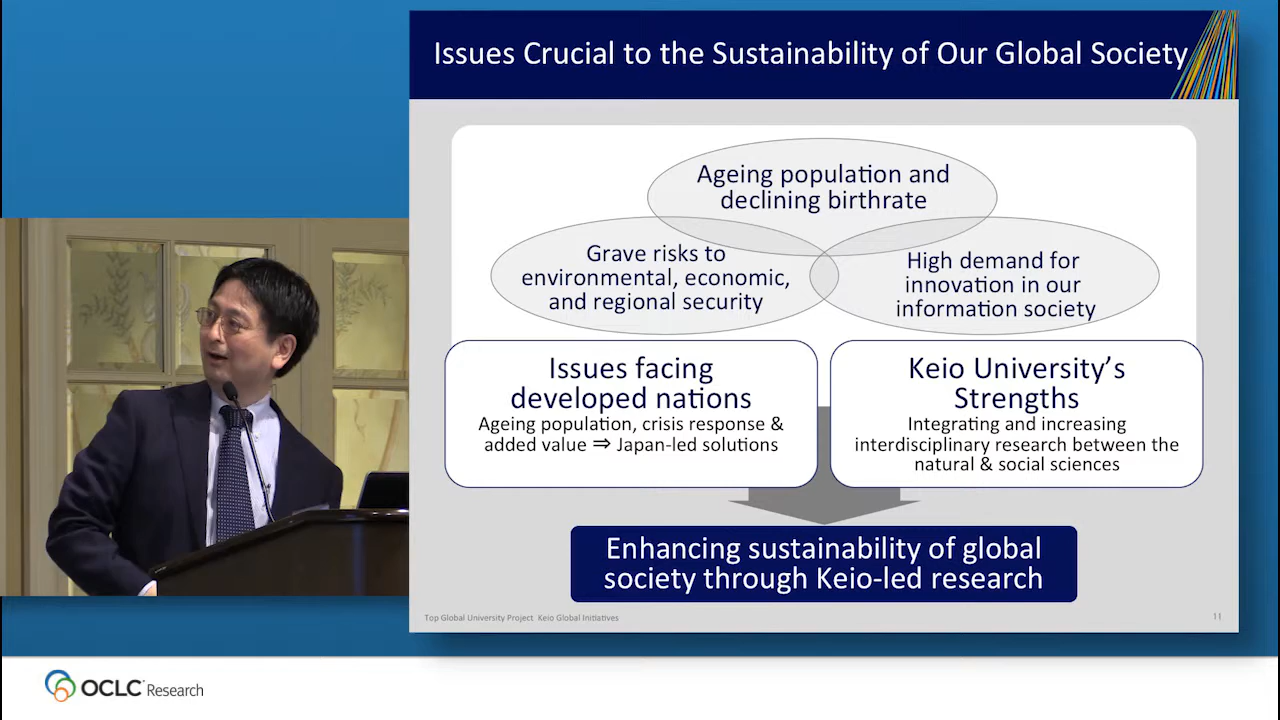 Issues Crucial to the Sustainability of Our Global Society
Ageing population and
declining birthrate
Grave risks to
environmental, economic,
and regional security
High demand for
innovation in our
information society
Issues facing
developed nations
Ageing population, crisis response &
added value ⇒ Japan-led solutions
Keio University's
Strengths
Integrating and increasing
interdisciplinary research between the
natural & social sciences
Enhancing sustainability of global
society through Keio-led research
Top Global University Project Keio Global Initiatives
11
OCLC Research